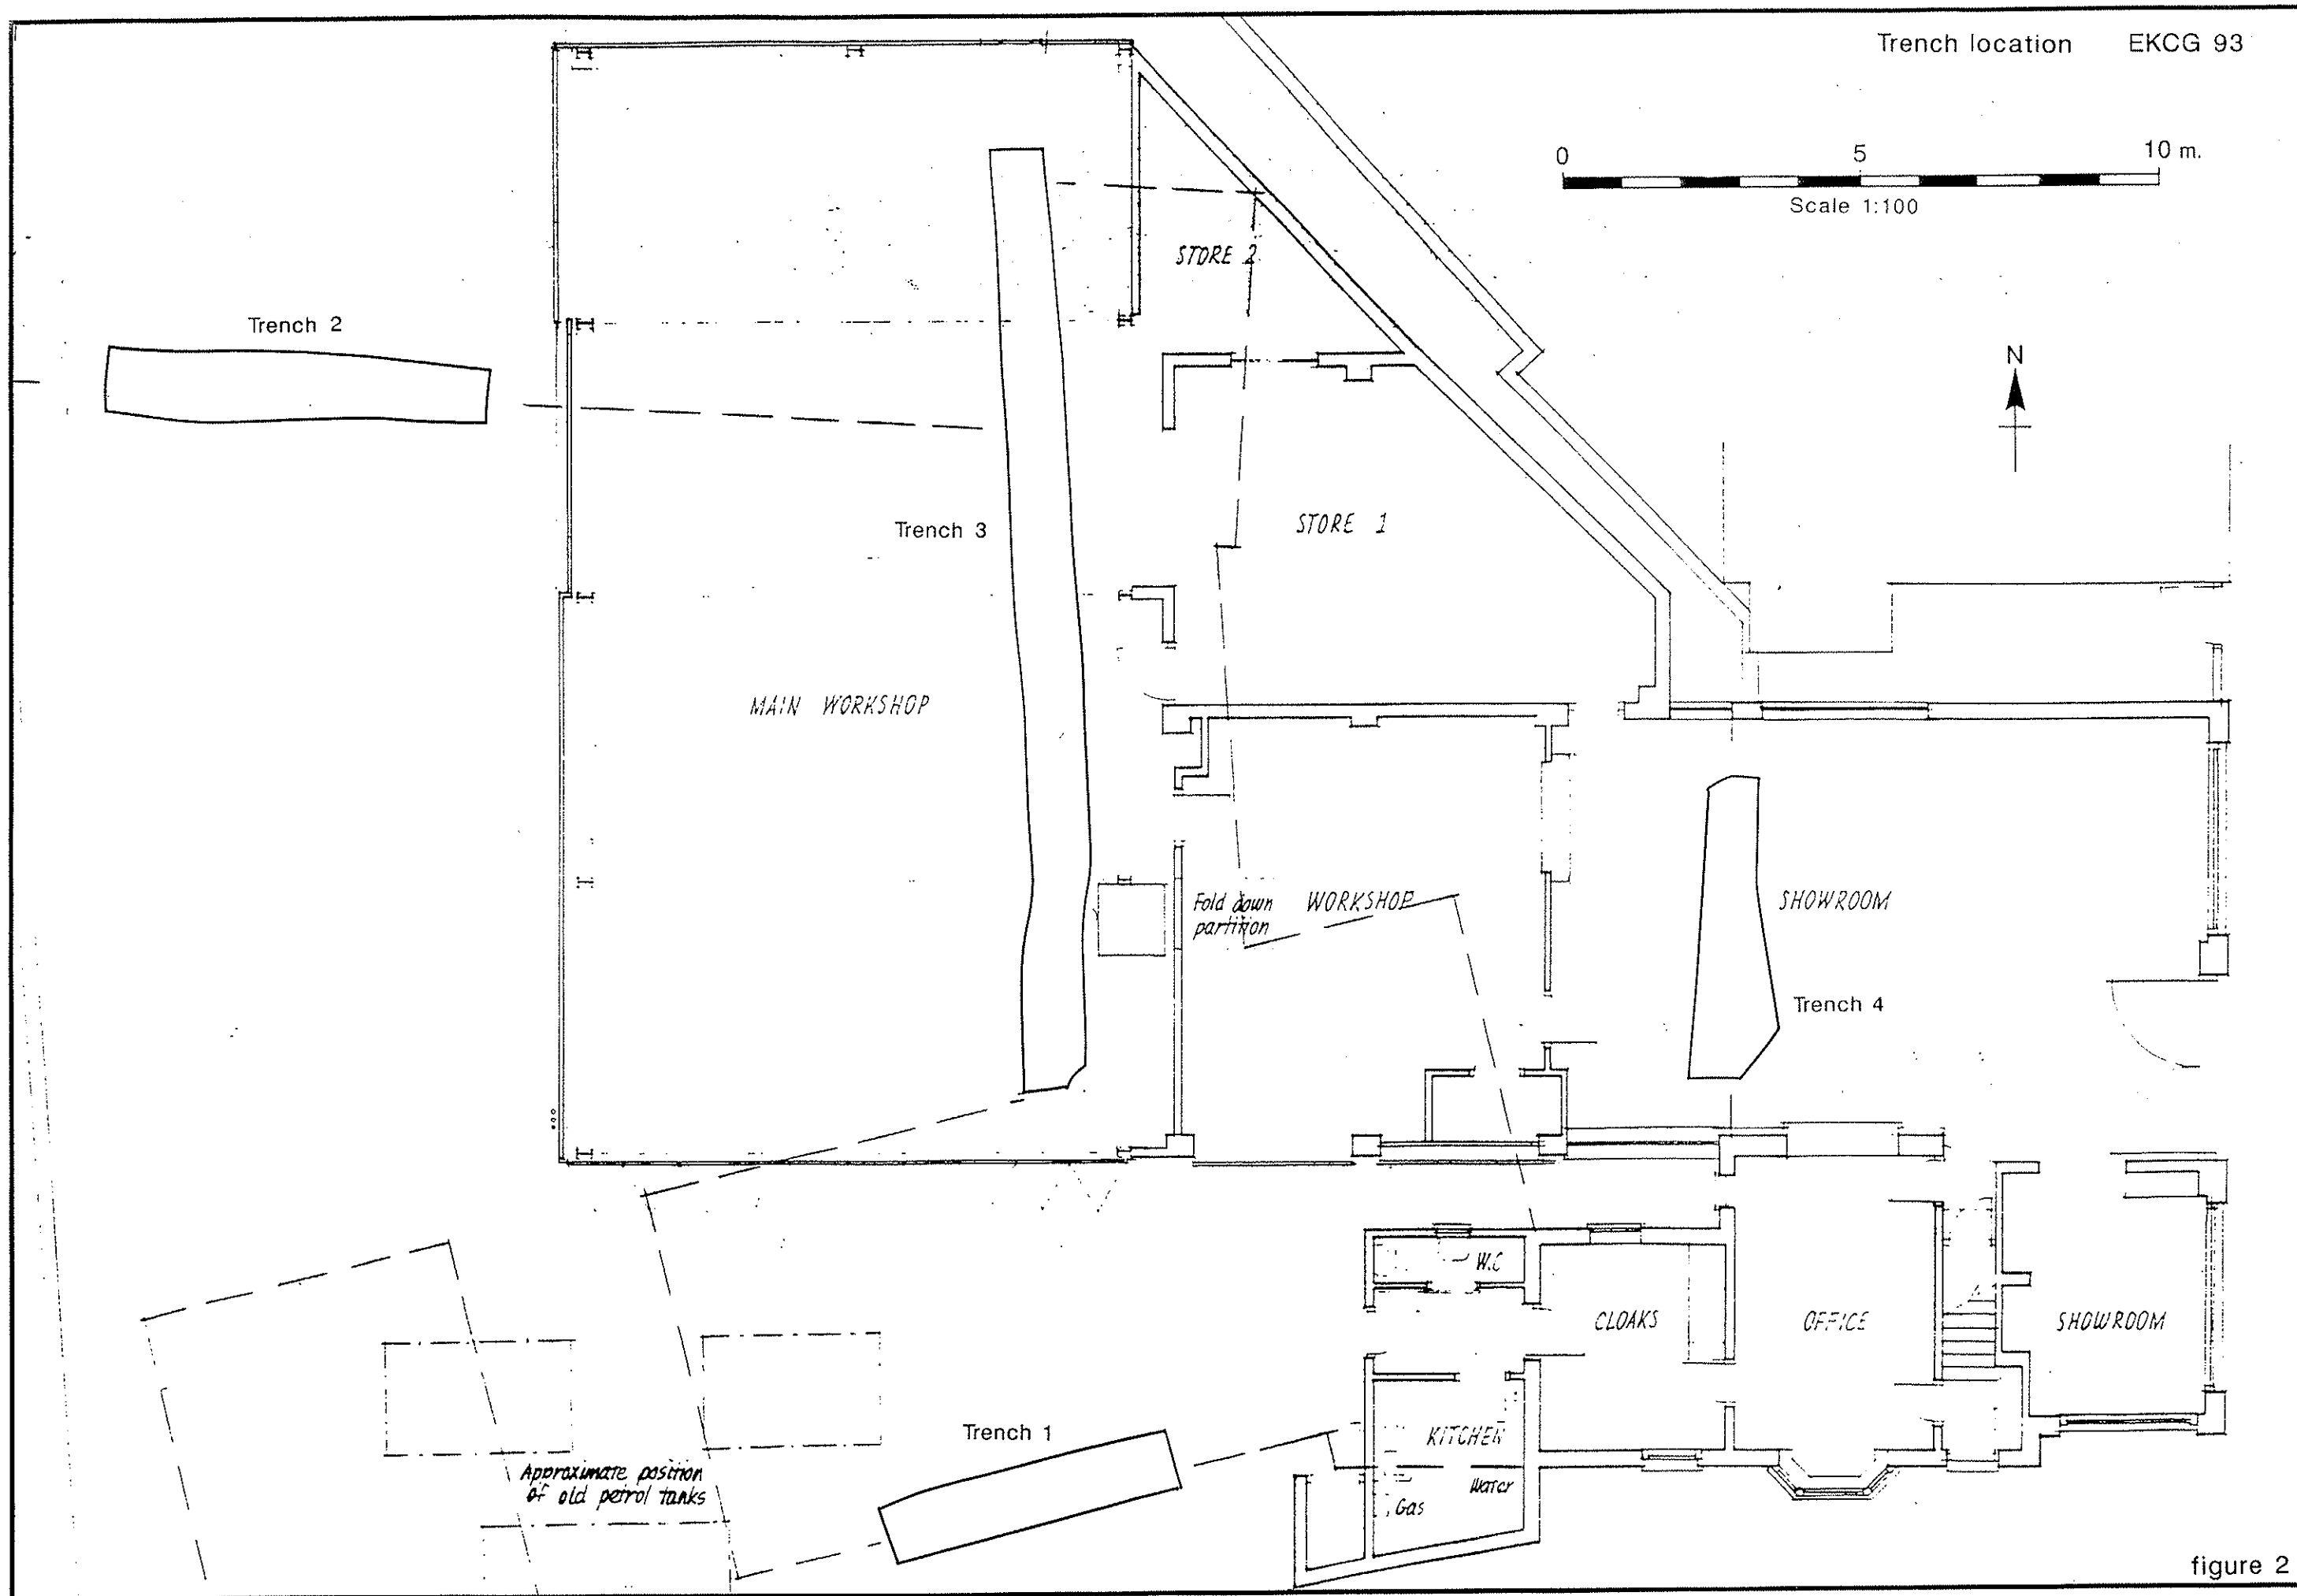 Trench location EKCG 93
0 5 10 m.
Scale 1:100
STORE 2
Trench 2
N
Trench 3
STORE 1
MAIN WORKSHOP
Fold down
partition
WORKSHOP
SHOWROOM
Trench 4
W.C
CLOAKS
OFFICE
SHOWROOM
Trench 1
KITCHEN
Approximate position
of old petrol tanks
Water
Gas
figure 2